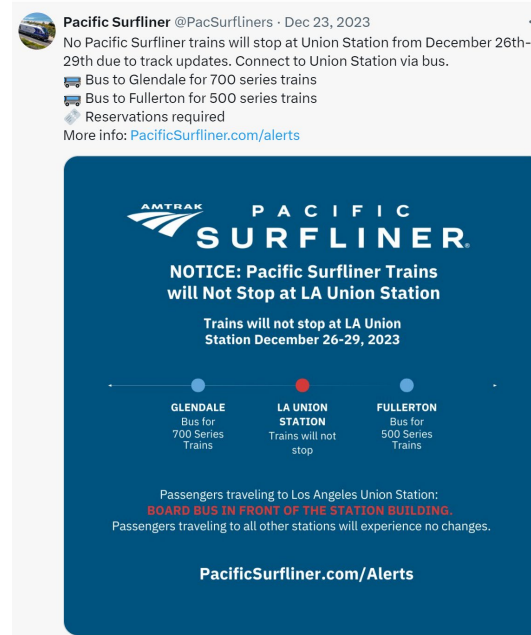 Pacific Surfliner @PacSurfliners · Dec 23, 2023
No Pacific Surfliner trains will stop at Union Station from December 26th-
29th due to track updates. Connect to Union Station via bus.
🚌 Bus to Glendale for 700 series trains
🚌 Bus to Fullerton for 500 series trains
🎟️ Reservations required
More info: PacificSurfliner.com/alerts
AMTRAK
PACIFIC
SURFLINER®
NOTICE: Pacific Surfliner Trains
will Not Stop at LA Union Station
Trains will not stop at LA Union
Station December 26-29, 2023
GLENDALE
Bus for
700 Series
Trains
LA UNION
STATION
Trains will not
stop
FULLERTON
Bus for
500 Series
Trains
Passengers traveling to Los Angeles Union Station:
BOARD BUS IN FRONT OF THE STATION BUILDING.
Passengers traveling to all other stations will experience no changes.
PacificSurfliner.com/Alerts